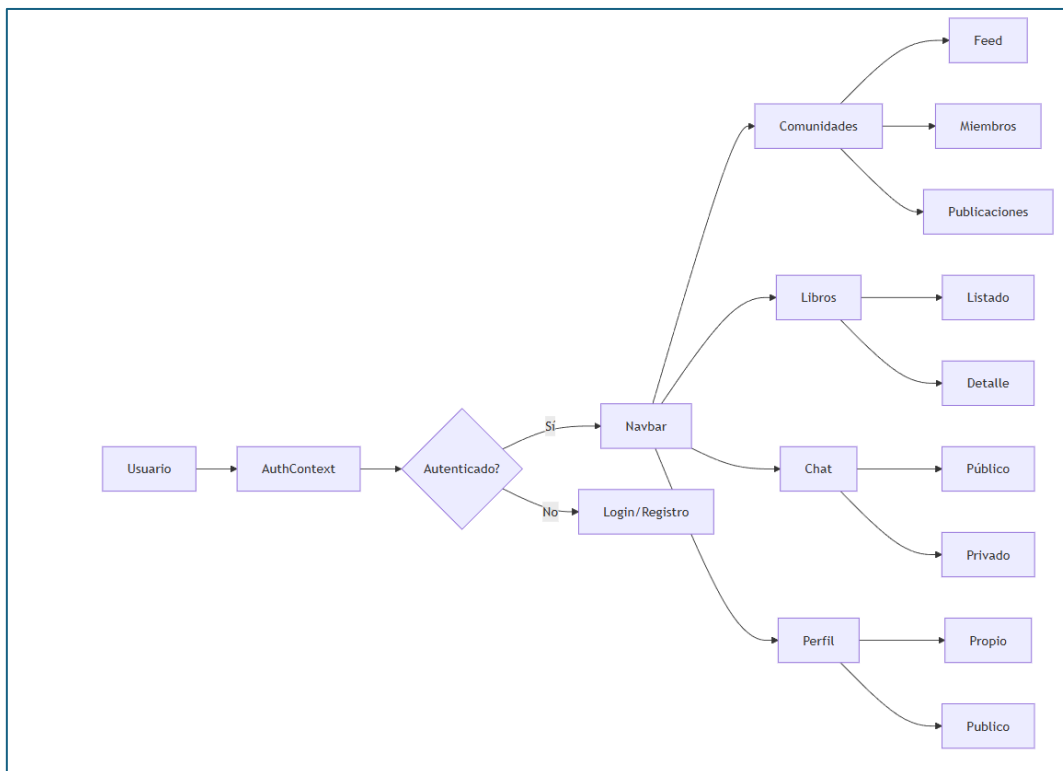 Feed
Comunidades
Miembros
Publicaciones
Libros
Listado
Detalle
Sí
Navbar
Usuario
AuthContext
Autenticado?
Chat
Público
No
Login/Registro
Privado
Perfil
Propio
Publico